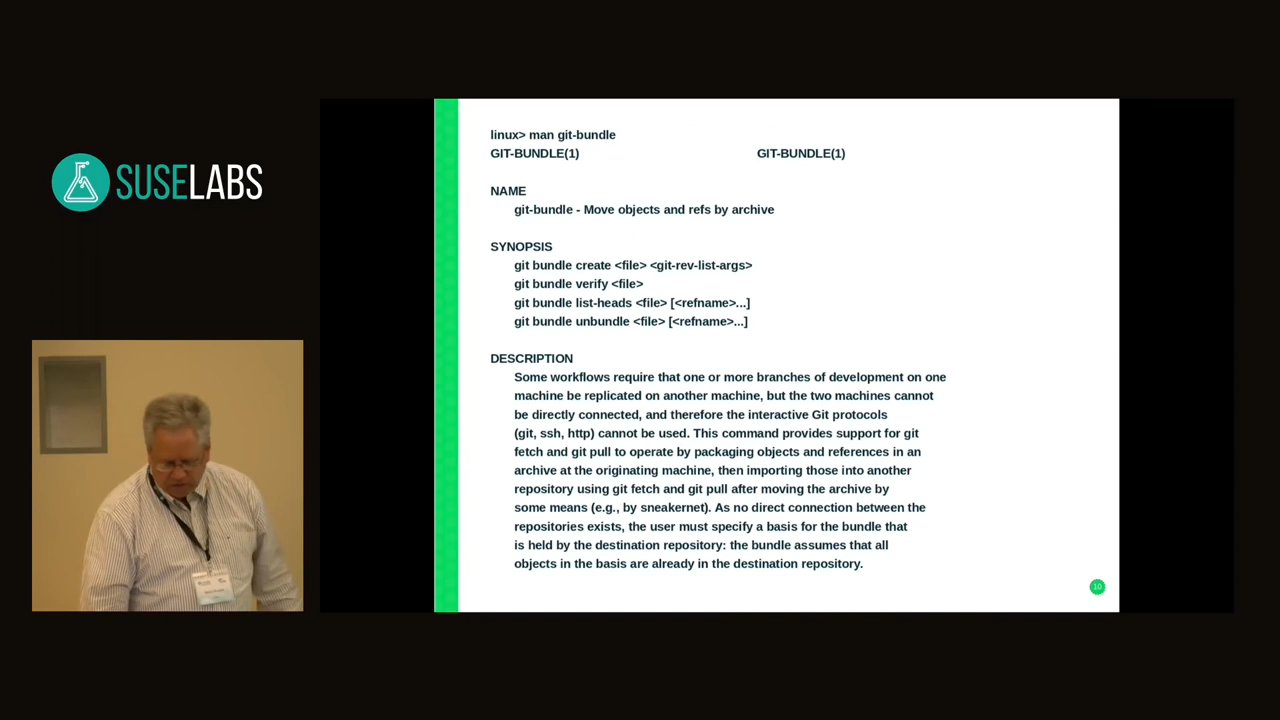 SUSELABS
linux> man git-bundle
GIT-BUNDLE(1) GIT-BUNDLE(1)
NAME
git-bundle - Move objects and refs by archive
SYNOPSIS
git bundle create <file> <git-rev-list-args>
git bundle verify <file>
git bundle list-heads <file> [<refname>...]
git bundle unbundle <file> [<refname>...]
DESCRIPTION
Some workflows require that one or more branches of development on one
machine be replicated on another machine, but the two machines cannot
be directly connected, and therefore the interactive Git protocols
(git, ssh, http) cannot be used. This command provides support for git
fetch and git pull to operate by packaging objects and references in an
archive at the originating machine, then importing those into another
repository using git fetch and git pull after moving the archive by
some means (e.g., by sneakernet). As no direct connection between the
repositories exists, the user must specify a basis for the bundle that
is held by the destination repository: the bundle assumes that all
objects in the basis are already in the destination repository.
10